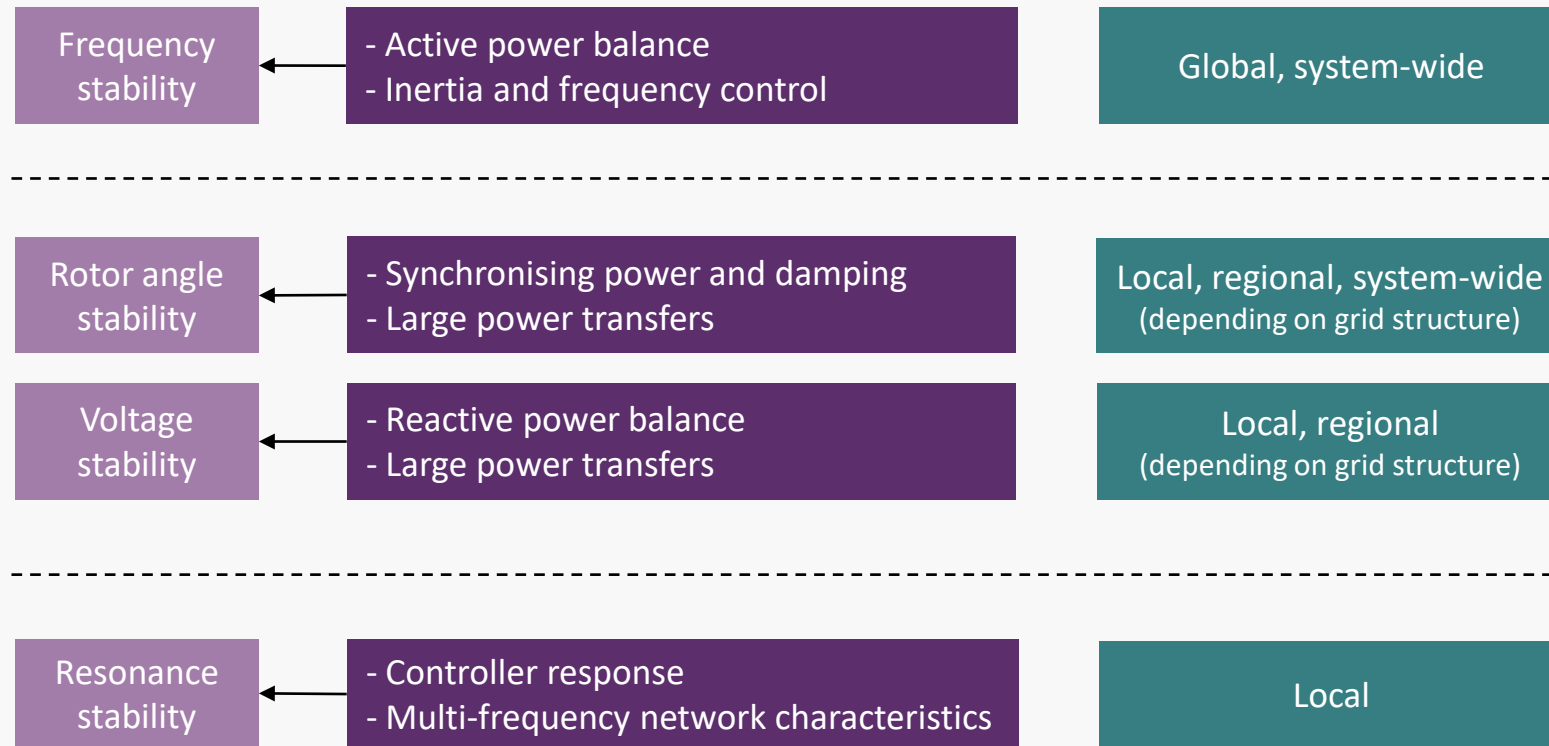 Frequency
stability
- Active power balance
- Inertia and frequency control
Global, system-wide
Rotor angle
stability
- Synchronising power and damping
- Large power transfers
Local, regional, system-wide
(depending on grid structure)
Voltage
stability
- Reactive power balance
- Large power transfers
Local, regional
(depending on grid structure)
Resonance
stability
- Controller response
- Multi-frequency network characteristics
Local